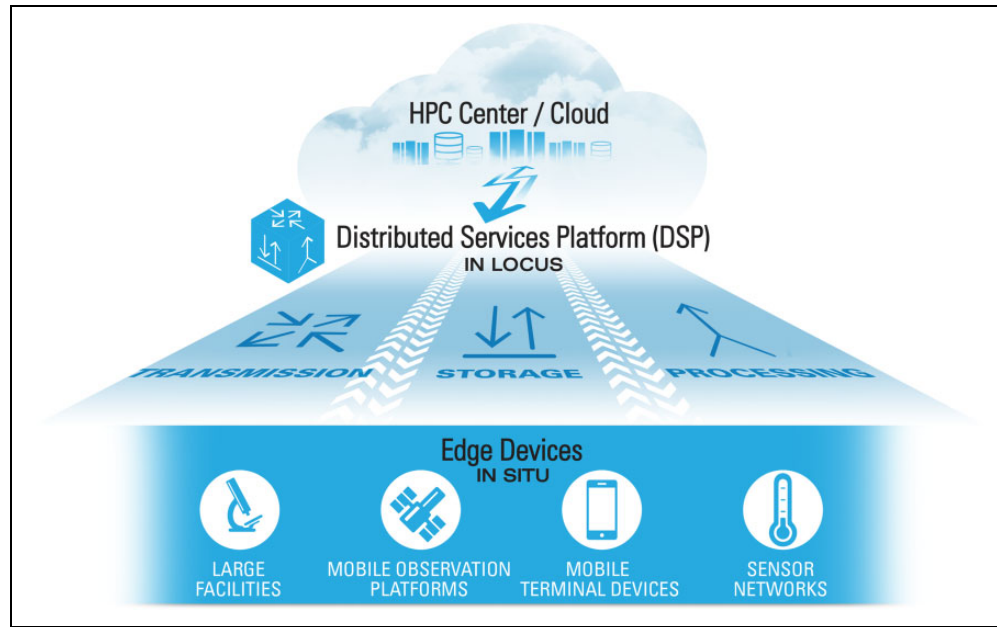 HPC Center / Cloud
Distributed Services Platform (DSP)
IN LOCUS
TRANSMISSION
STORAGE
PROCESSING
Edge Devices
IN SITU
LARGE
FACILITIES
MOBILE OBSERVATION
PLATFORMS
MOBILE
TERMINAL DEVICES
SENSOR
NETWORKS